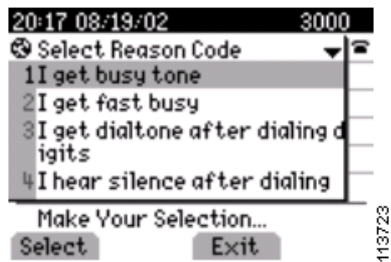 20:17 08/19/02 3000
Select Reason Code
1 I get busy tone
2 I get fast busy
3 I get dialtone after dialing d
igits
4 I hear silence after dialing
Make Your Selection...
Select Exit
113723